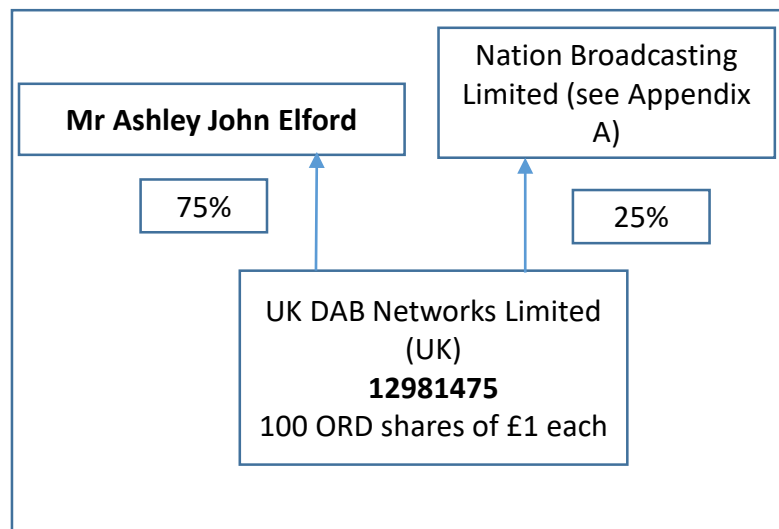 Mr Ashley John Elford
Nation Broadcasting
Limited (see Appendix
A)
75%
25%
UK DAB Networks Limited
(UK)
12981475
100 ORD shares of £1 each